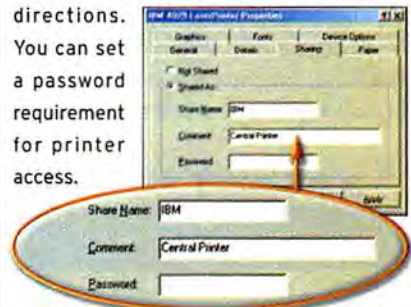 directions.
You can set
a password
requirement
for printer
access.
IBM 4029 LaserPrinter Properties
Graphics Fonts Device Options
General Details Sharing Paper
Not Shared
Shared As:
Share Name: IBM
Comment: Central Printer
Password:
Apply
Share Name: IBM
Comment: Central Printer
Password: